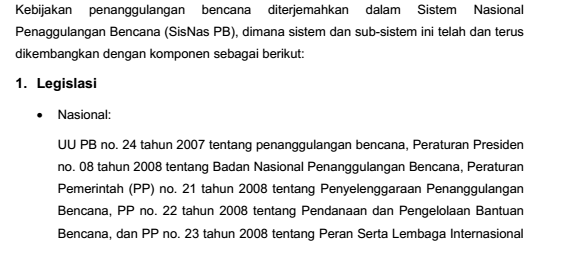 Kebijakan penanggulangan bencana diterjemahkan dalam Sistem Nasional
Penaggulangan Bencana (SisNas PB), dimana sistem dan sub-sistem ini telah dan terus
dikembangkan dengan komponen sebagai berikut:
1. Legislasi
• Nasional:
UU PB no. 24 tahun 2007 tentang penanggulangan bencana, Peraturan Presiden
no. 08 tahun 2008 tentang Badan Nasional Penanggulangan Bencana, Peraturan
Pemerintah (PP) no. 21 tahun 2008 tentang Penyelenggaraan Penanggulangan
Bencana, PP no. 22 tahun 2008 tentang Pendanaan dan Pengelolaan Bantuan
Bencana, dan PP no. 23 tahun 2008 tentang Peran Serta Lembaga Internasional